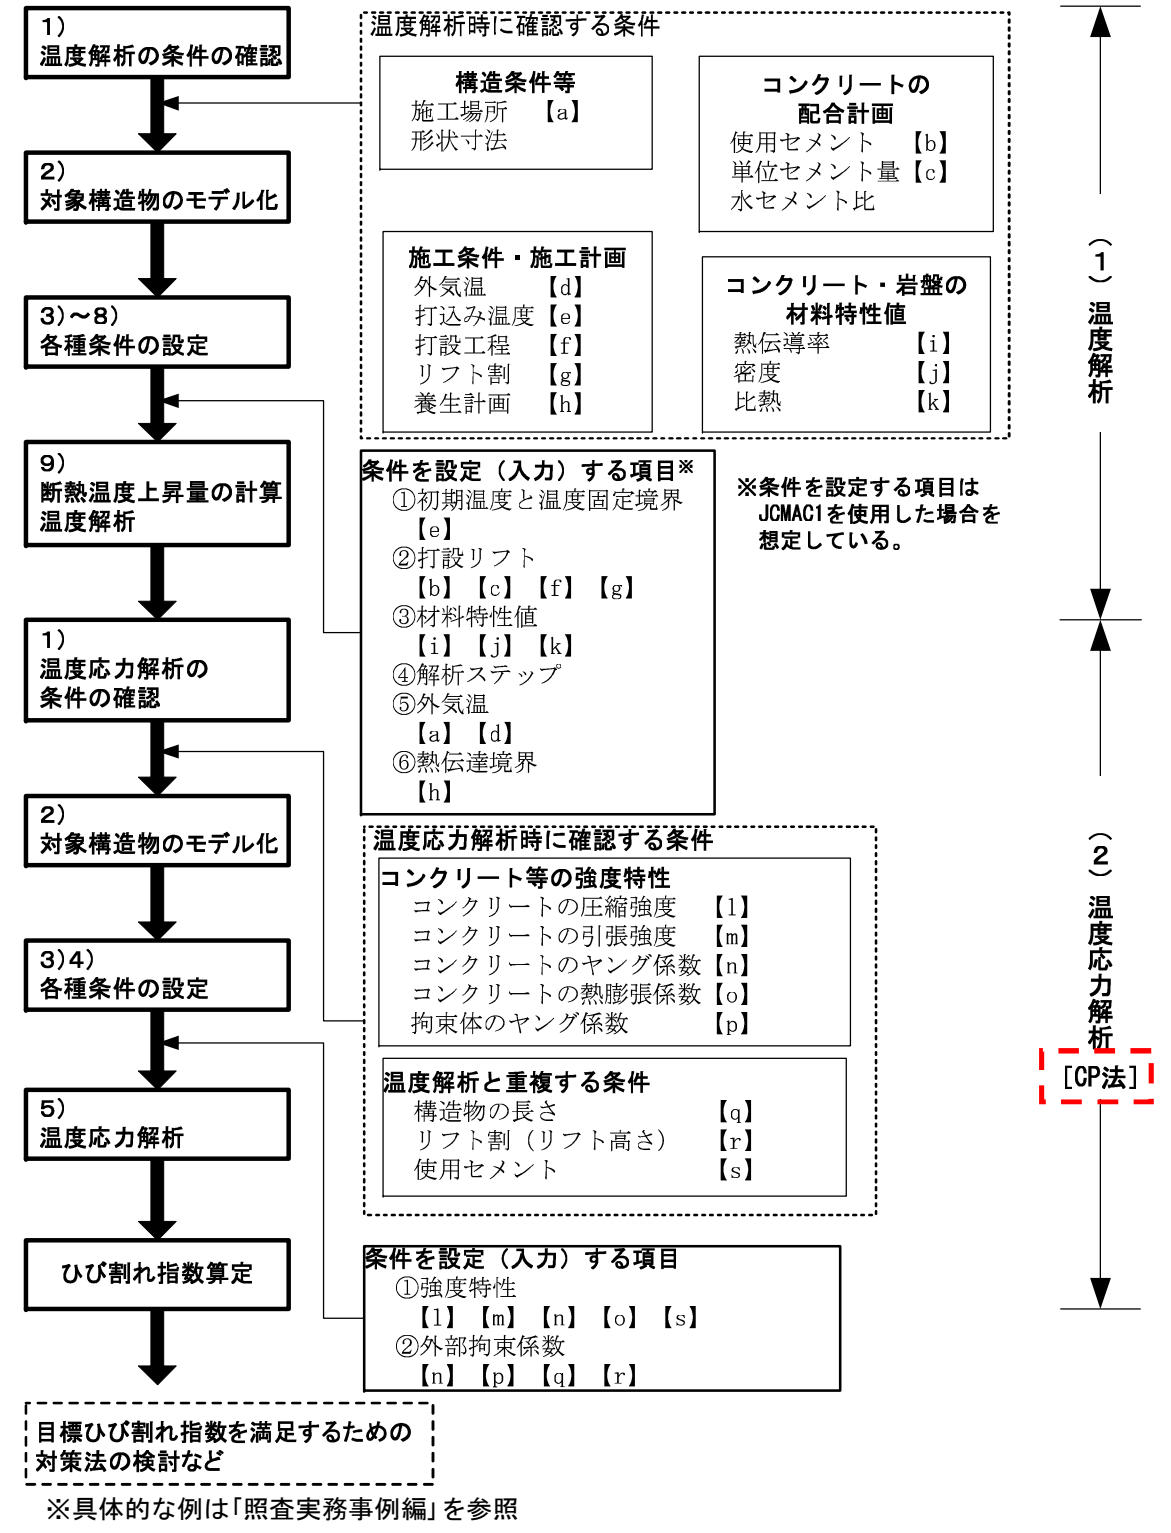 1)
温度解析の条件の確認
2)
対象構造物のモデル化
3)～8)
各種条件の設定
9)
断熱温度上昇量の計算
温度解析
1)
温度応力解析の
条件の確認
2)
対象構造物のモデル化
3)4)
各種条件の設定
5)
温度応力解析
ひび割れ指数算定
目標ひび割れ指数を満足するための
対策法の検討など
※具体的な例は｢照査実務事例編｣を参照
温度解析時に確認する条件
構造条件等
施工場所 【a】
形状寸法
コンクリートの
配合計画
使用セメント 【b】
単位セメント量【c】
水セメント比
施工条件・施工計画
外気温 【d】
打込み温度【e】
打設工程 【f】
リフト割 【g】
養生計画 【h】
コンクリート・岩盤の
材料特性値
熱伝導率 【i】
密度 【j】
比熱 【k】
条件を設定（入力）する項目※
①初期温度と温度固定境界
【e】
②打設リフト
【b】【c】【f】【g】
③材料特性値
【i】【j】【k】
④解析ステップ
⑤外気温
【a】【d】
⑥熱伝達境界
【h】
※条件を設定する項目は
JCMAC1を使用した場合を
想定している。
温度応力解析時に確認する条件
コンクリート等の強度特性
コンクリートの圧縮強度 【l】
コンクリートの引張強度 【m】
コンクリートのヤング係数【n】
コンクリートの熱膨張係数【o】
拘束体のヤング係数 【p】
温度解析と重複する条件
構造物の長さ 【q】
リフト割（リフト高さ） 【r】
使用セメント 【s】
条件を設定（入力）する項目
①強度特性
【l】【m】【n】【o】【s】
②外部拘束係数
【n】【p】【q】【r】
（1）温度解析
（2）温度応力解析
[CP法]